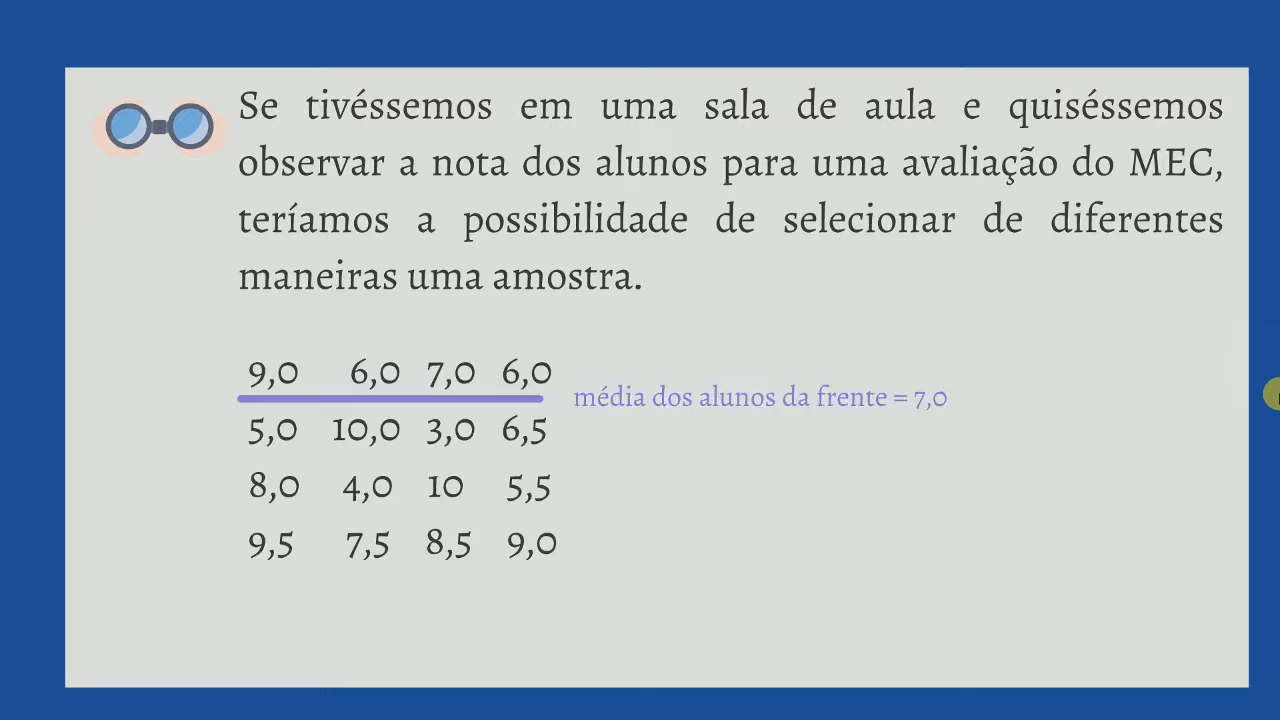 Se tivéssemos em uma sala de aula e quiséssemos
observar a nota dos alunos para uma avaliação do MEC,
teríamos a possibilidade de selecionar de diferentes
maneiras uma amostra.
9,0 6,0 7,0 6,0
média dos alunos da frente = 7,0
5,0 10,0 3,0 6,5
8,0 4,0 10 5,5
9,5 7,5 8,5 9,0